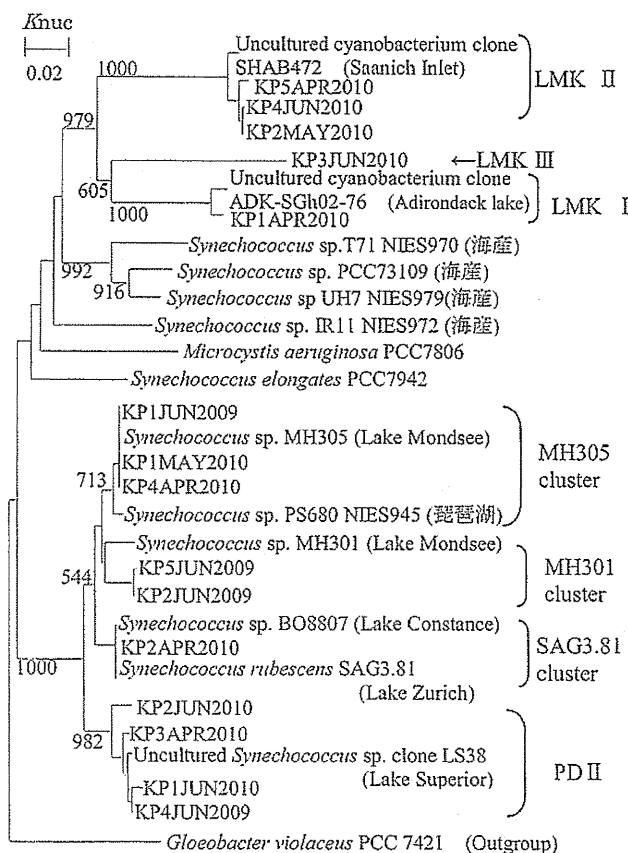 Knuc
0.02
Uncultured cyanobacterium clone
SHAB472 (Saanich Inlet)
KP5APR2010
KP4JUN2010
KP2MAY2010
LMK II
1000
979
KP3JUN2010 ←LMK III
605
Uncultured cyanobacterium clone
ADK-SGh02-76 (Adirondack lake)
KP1APR2010
LMK I
1000
Synechococcus sp.T71 NIES970 (海産)
992
Synechococcus sp. PCC73109 (海産)
916
Synechococcus sp UH7 NIES979(海産)
Synechococcus sp. IR11 NIES972 (海産)
Microcystis aeruginosa PCC7806
Synechococcus elongates PCC7942
KP1JUN2009
Synechococcus sp. MH305 (Lake Mondsee)
KP1MAY2010
KP4APR2010
713
Synechococcus sp. PS680 NIES945 (琵琶湖)
MH305
cluster
Synechococcus sp. MH301 (Lake Mondsee)
KP5JUN2009
KP2JUN2009
544
MH301
cluster
Synechococcus sp. BO8807 (Lake Constance)
KP2APR2010
Synechococcus rubescens SAG3.81
(Lake Zurich)
SAG3.81
cluster
1000
KP2JUN2010
982
KP3APR2010
Uncultured Synechococcus sp. clone LS38
(Lake Superior)
KP1JUN2010
KP4JUN2009
PD II
Gloeobacter violaceus PCC 7421 (Outgroup)